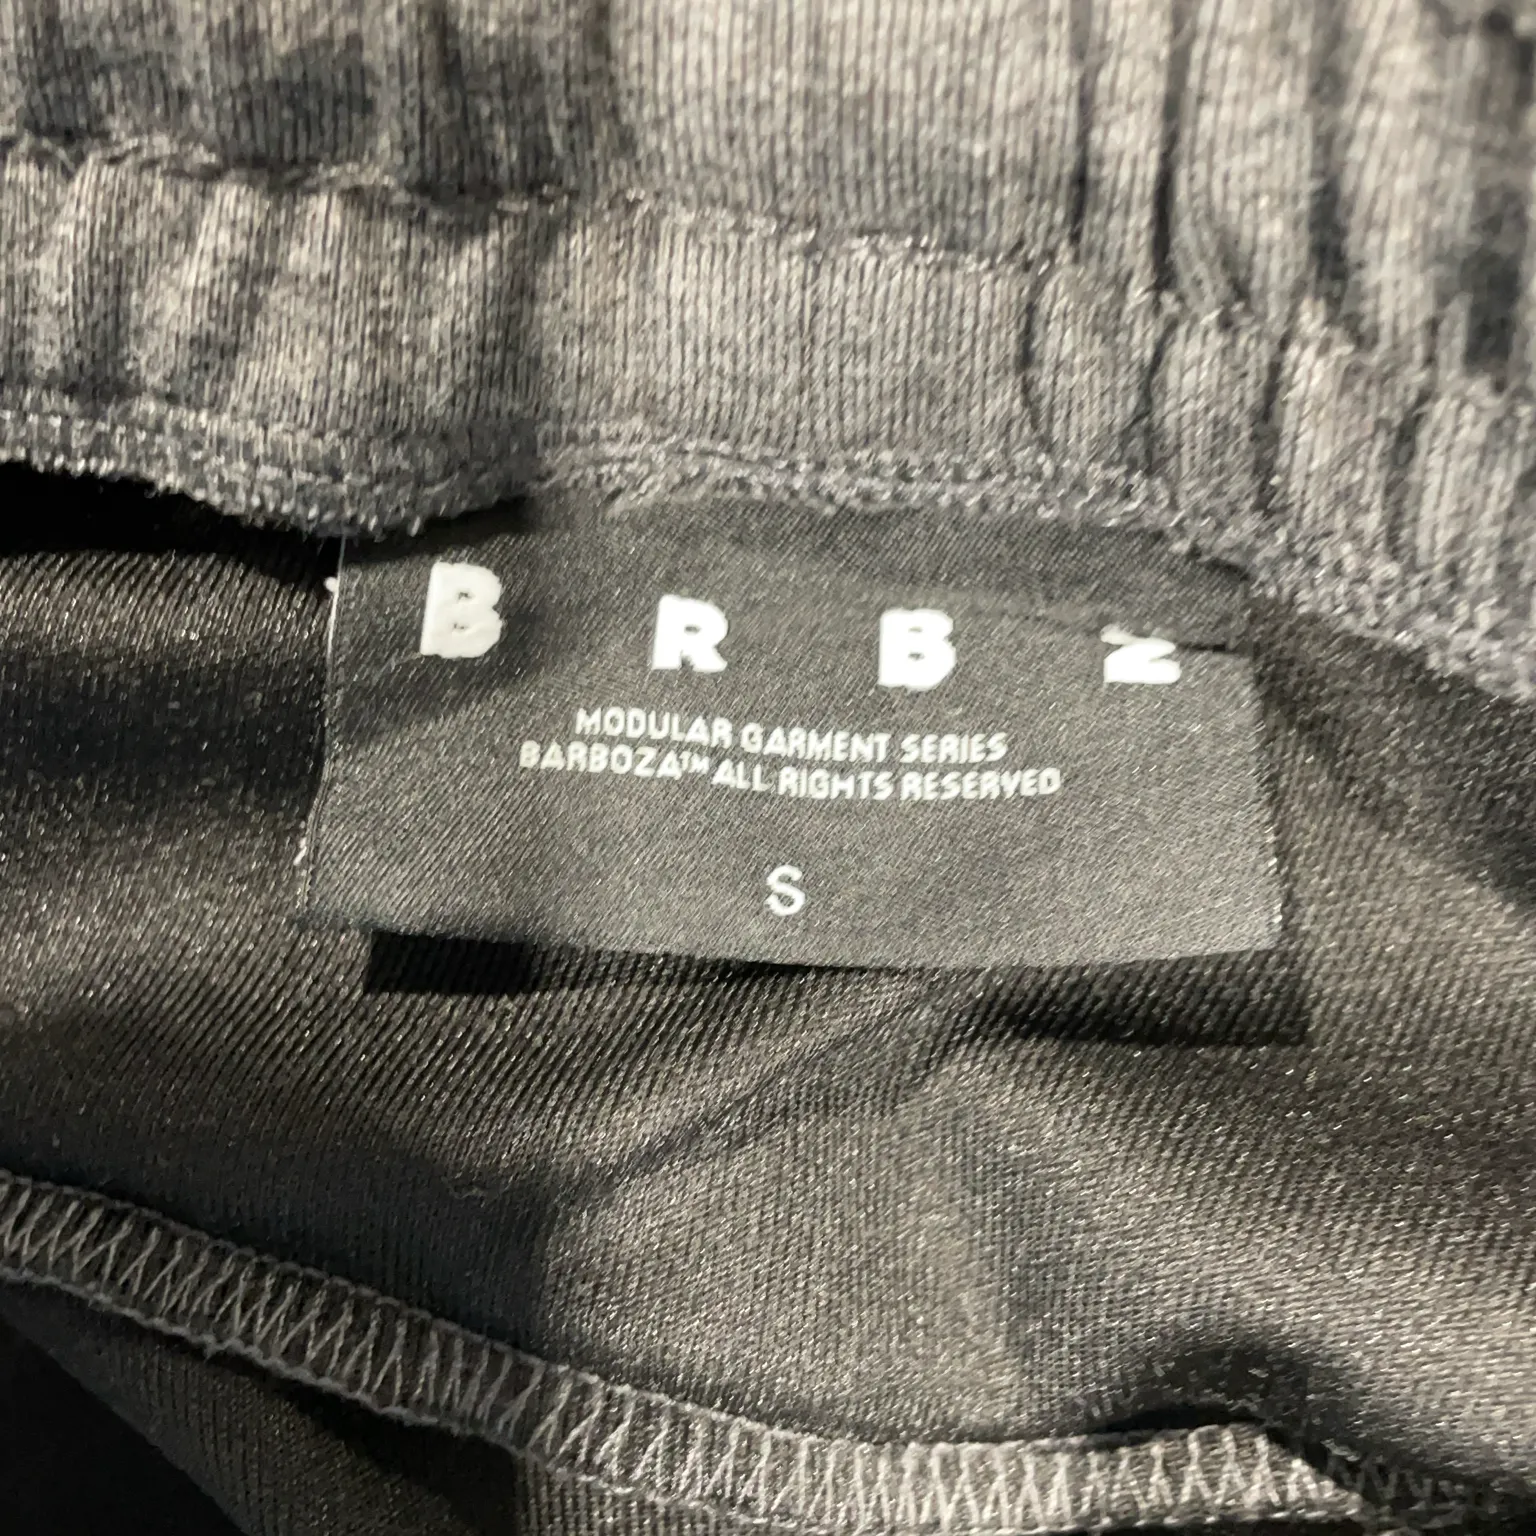 B R B Z
MODULAR GARMENT SERIES
BARBOZA™ ALL RIGHTS RESERVED
S